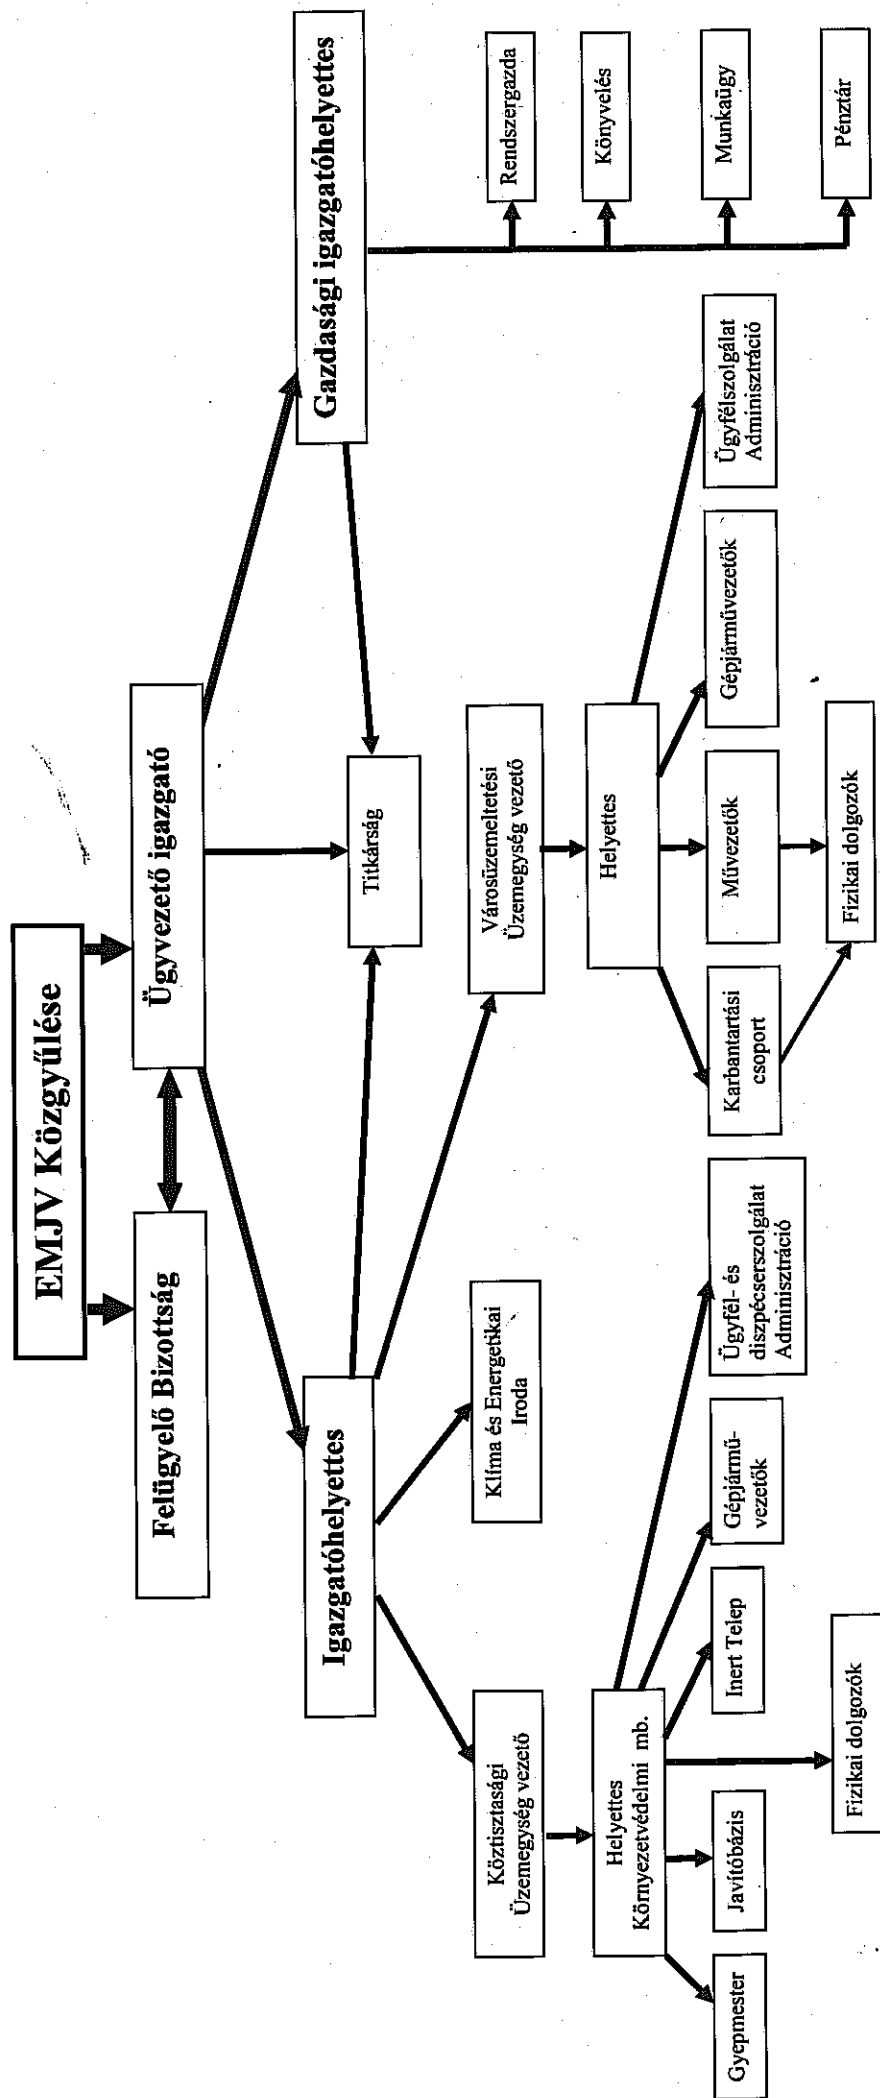 EMJV Közgyűlése
Felügyelő Bizottság
Ügyvezető igazgató
Igazgatóhelyettes
Gazdasági igazgatóhelyettes
Titkárság
Köztisztasági
Üzemegység vezető
Klíma és Energetikai
Iroda
Városüzemeltetési
Üzemegység vezető
Rendszergazda
Könyvelés
Munkaügy
Pénztár
Helyettes
Környezetvédelmi mb.
Helyettes
Gyepmester
Javítóbázis
Inert Telep
Gépjármű-
vezetők
Ügyfél- és
diszpécserszolgálat
Adminisztráció
Karbantartási
csoport
Művezetők
Gépjárművezetők
Ügyfélszolgálat
Adminisztráció
Fizikai dolgozók
Fizikai dolgozók